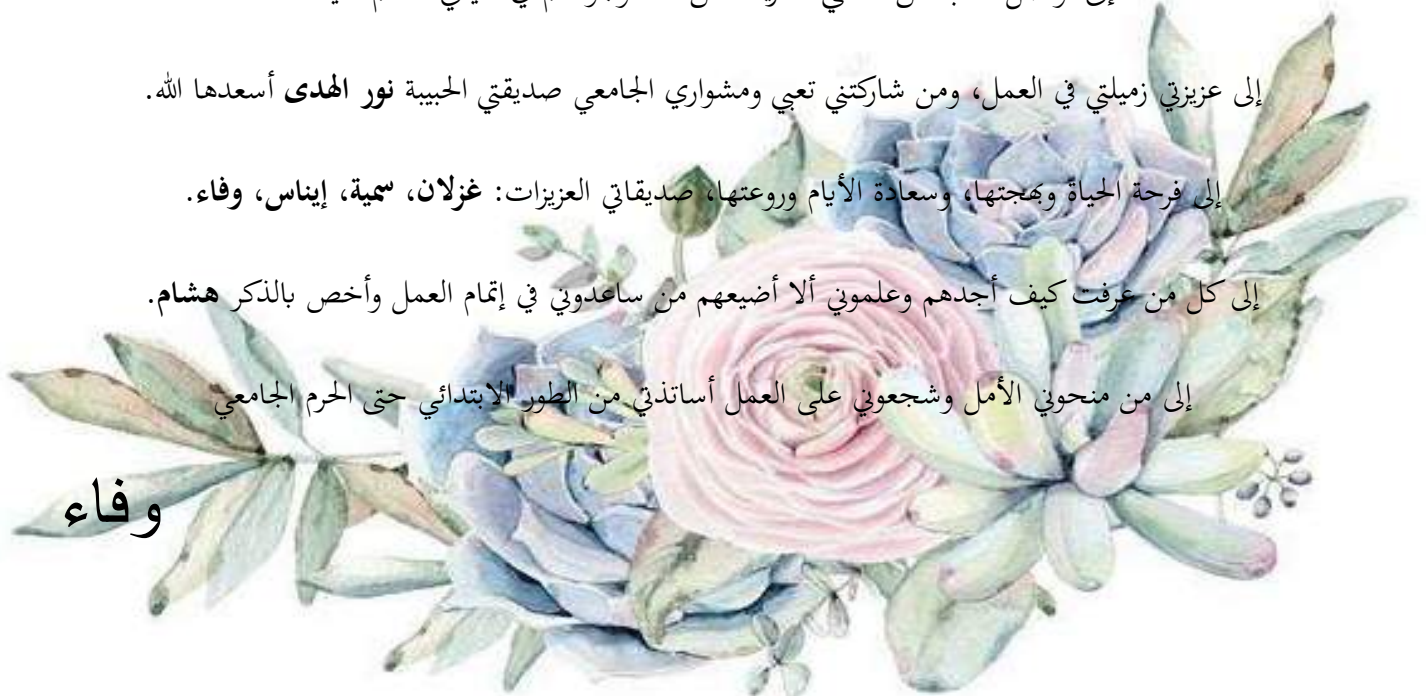 إلى عزيزتي زميلتي في العمل، ومن شاركتني تعبي ومشواري الجامعي صديقتي الحبيبة نور الهدى أسعدها الله.
إلى فرحة الحياة وبهجتها، وسعادة الأيام وروعتها، صديقاتي العزيزات: غزلان، سمية، إيناس، وفاء.
إلى كل من عرفت كيف أجدهم وعلموني ألا أضيعهم من ساعدوني في إتمام العمل وأخص بالذكر هشام.
إلى من منحوني الأمل وشجعوني على العمل أساتذتي من الطور الابتدائي حتى الحرم الجامعي
وفاء